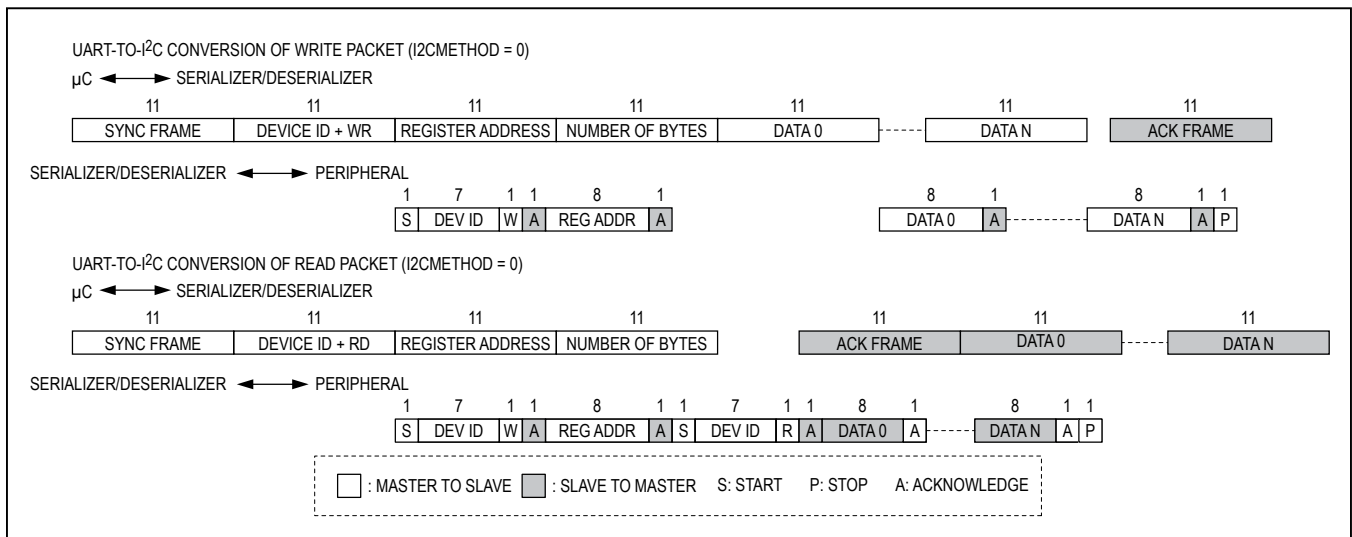 UART-TO-I2C CONVERSION OF WRITE PACKET (I2CMETHOD = 0)
µC SERIALIZER/DESERIALIZER
11 11 11 11 11 11 11
SYNC FRAME DEVICE ID + WR REGISTER ADDRESS NUMBER OF BYTES DATA 0 DATA N ACK FRAME
SERIALIZER/DESERIALIZER PERIPHERAL
1 7 1 1 8 1 8 1 8 1 1
S DEV ID W A REG ADDR A DATA 0 A DATA N A P
UART-TO-I2C CONVERSION OF READ PACKET (I2CMETHOD = 0)
µC SERIALIZER/DESERIALIZER
11 11 11 11 11 11 11
SYNC FRAME DEVICE ID + RD REGISTER ADDRESS NUMBER OF BYTES ACK FRAME DATA 0 DATA N
SERIALIZER/DESERIALIZER PERIPHERAL
1 7 1 1 8 1 1 7 1 1 8 1 8 1 1
S DEV ID W A REG ADDR A S DEV ID R A DATA 0 A DATA N A P
: MASTER TO SLAVE : SLAVE TO MASTER S: START P: STOP A: ACKNOWLEDGE